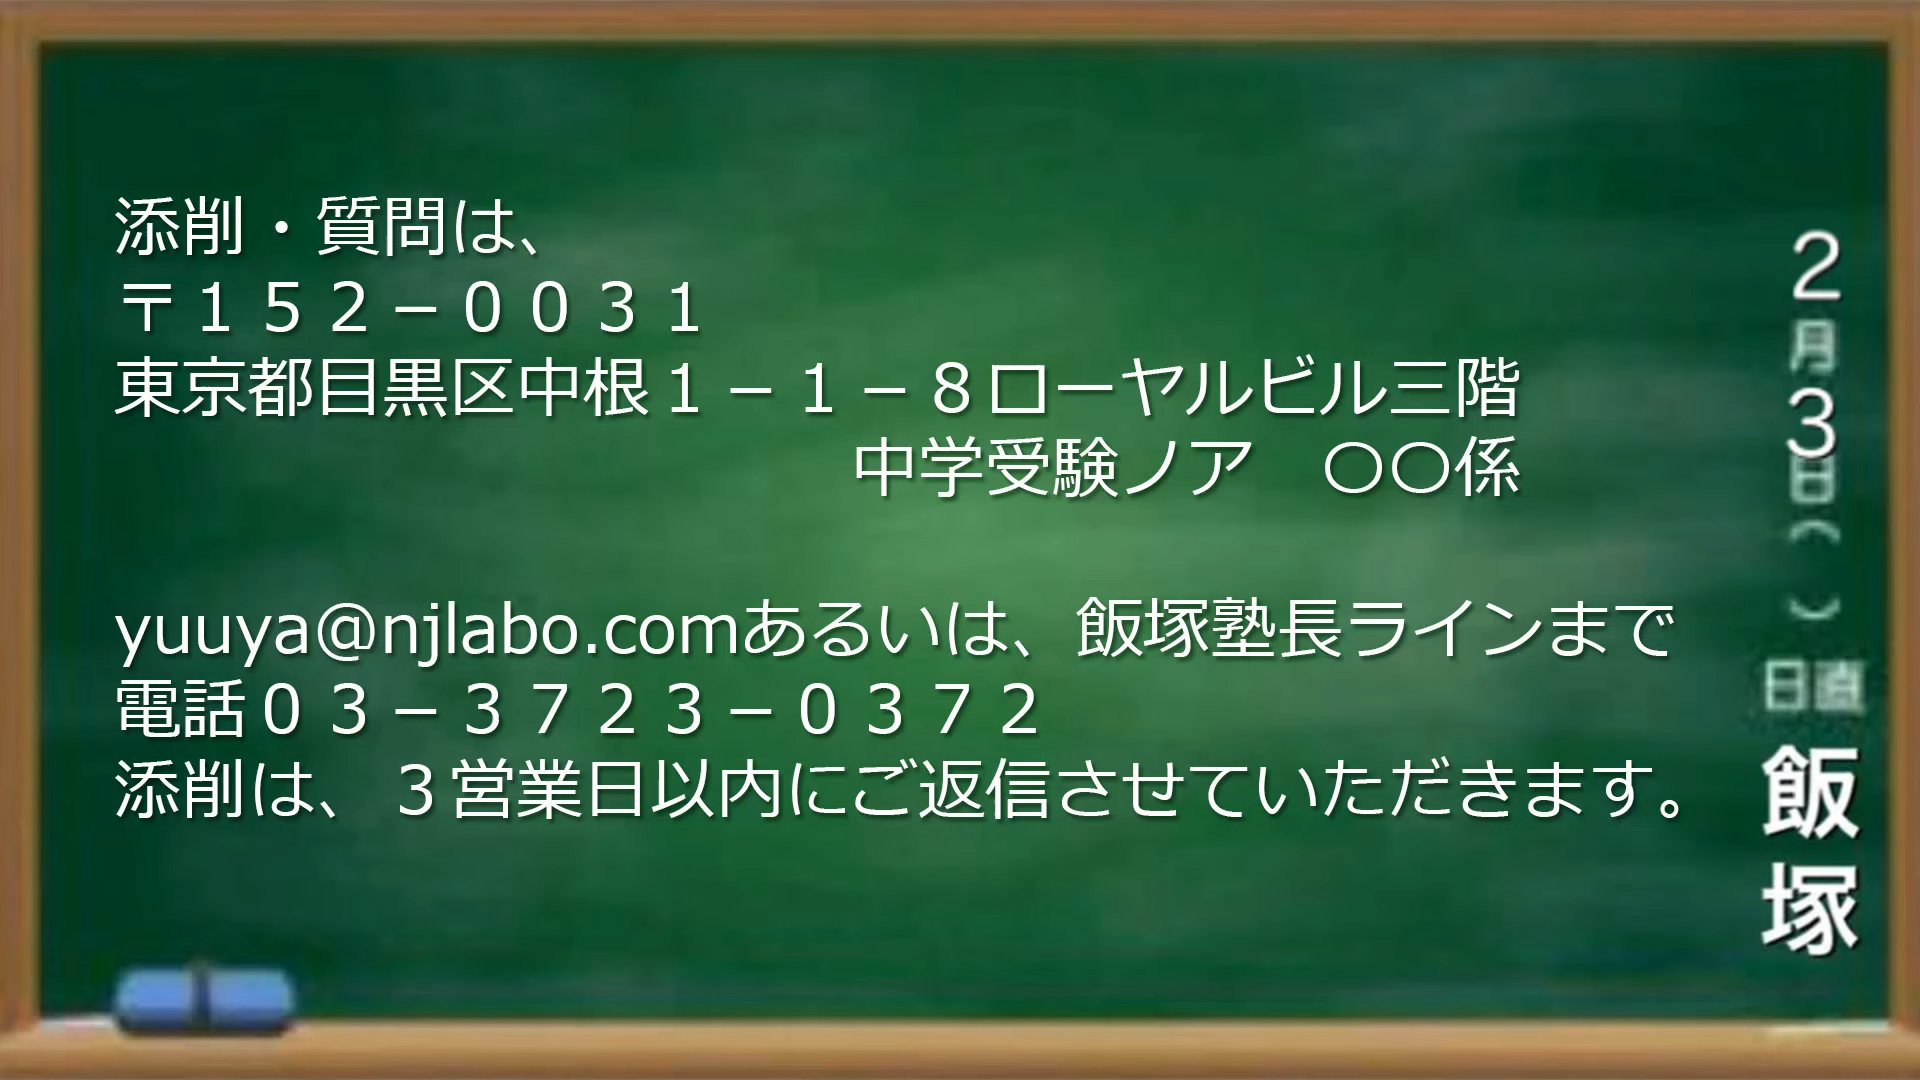 添削・質問は、
〒１５２－００３１
東京都目黒区中根１－１－８ローヤルビル三階
中学受験ノア　〇〇係
yuuya@njlabo.comあるいは、飯塚塾長ラインまで
電話０３－３７２３－０３７２
添削は、３営業日以内にご返信させていただきます。
２月３日（　）
日直
飯塚